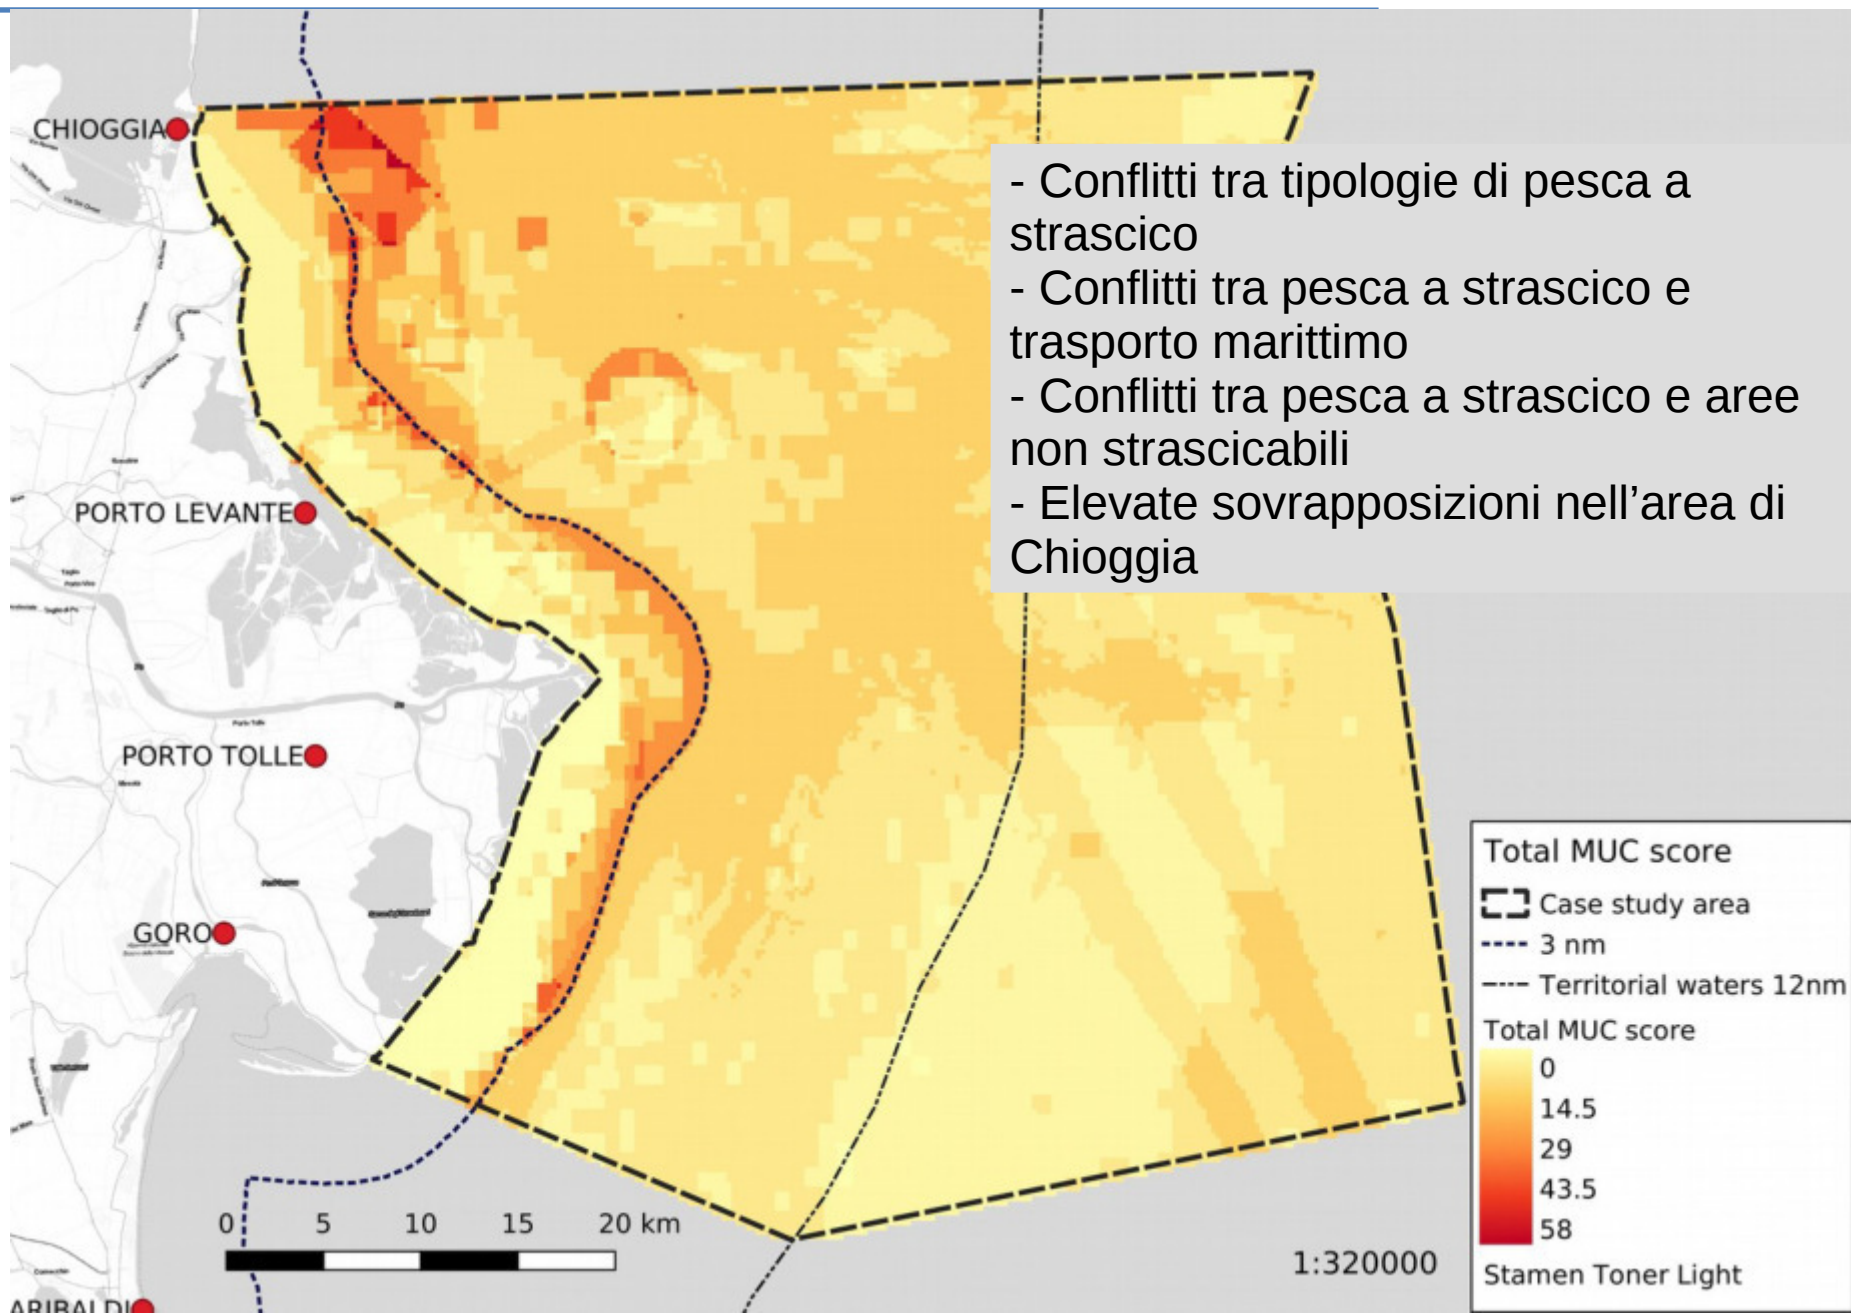 CHIOGGIA
- Conflitti tra tipologie di pesca a
strascico
- Conflitti tra pesca a strascico e
trasporto marittimo
- Conflitti tra pesca a strascico e aree
non strascicabili
- Elevate sovrapposizioni nell’area di
Chioggia
PORTO LEVANTE
PORTO TOLLE
GORO
ARIBALDI
0 5 10 15 20 km
1:320000
Total MUC score
Case study area
3 nm
Territorial waters 12nm
Total MUC score
0
14.5
29
43.5
58
Stamen Toner Light